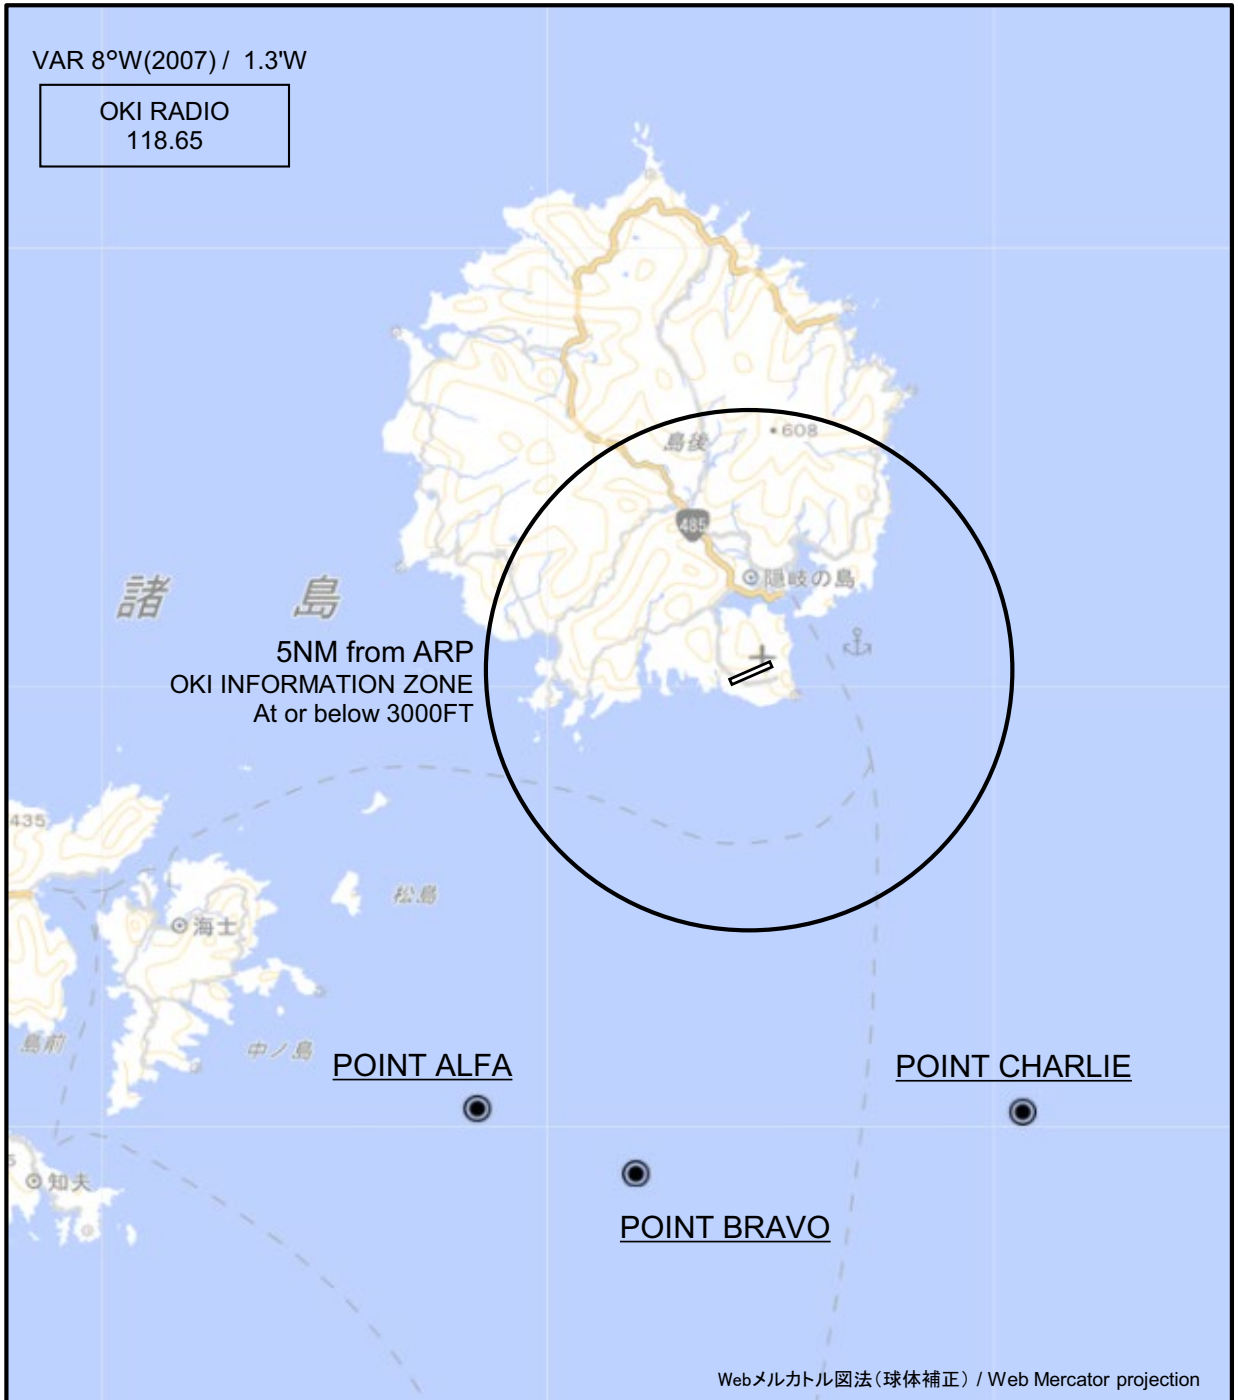 VAR 8°W(2007) / 1.3'W
OKI RADIO
118.65
608
島後
485
隠岐の島
諸 島
5NM from ARP
OKI INFORMATION ZONE
At or below 3000FT
435
松島
海士
島前
中ノ島
POINT ALFA
POINT CHARLIE
知夫
POINT BRAVO
Webメルカトル図法(球体補正) / Web Mercator projection